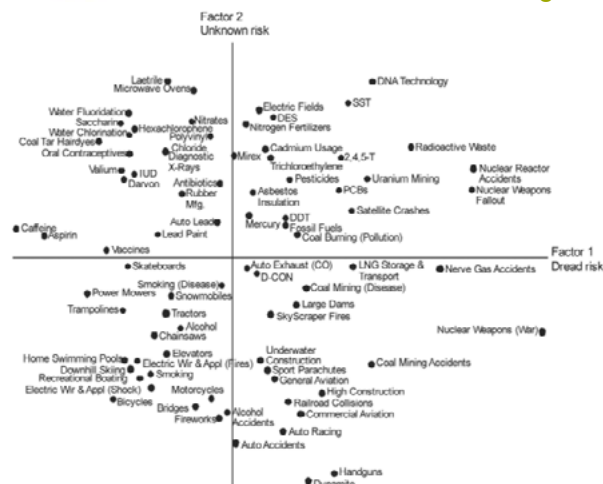 Factor 2
Unknown risk
Laetrile
Microwave Ovens
DNA Technology
SST
Water Fluoridation
Saccharin
Nitrates
Electric Fields
DES
Water Chlorination
Hexachlorophene
Polyvinyl
Nitrogen Fertilizers
Coal Tar Hairdyes
Chloride
Oral Contraceptives
Diagnostic
X-Rays
Mirex
Cadmium Usage
Trichloroethylene
2,4,5-T
Radioactive Waste
Valium
IUD
Darvon
Antibiotics
Rubber
Mfg.
Pesticides
Asbestos
Insulation
Uranium Mining
PCBs
Nuclear Reactor
Accidents
Nuclear Weapons
Fallout
Satellite Crashes
Caffeine
Aspirin
Auto Lead
Lead Paint
Mercury
DDT
Fossil Fuels
Coal Burning (Pollution)
Vaccines
Factor 1
Dread risk
Skateboards
Auto Exhaust (CO)
D-CON
LNG Storage &
Transport
Nerve Gas Accidents
Smoking (Disease)
Power Mowers
Snowmobiles
Coal Mining (Disease)
Trampolines
Tractors
Large Dams
SkyScraper Fires
Alcohol
Chainsaws
Nuclear Weapons (War)
Elevators
Underwater
Construction
Home Swimming Pools
Electric Wir & Appl (Fires)
Downhill Skiing
Smoking
Sport Parachutes
Coal Mining Accidents
Recreational Boating
General Aviation
Electric Wir & Appl (Shock)
Motorcycles
High Construction
Bicycles
Bridges
Railroad Collisions
Fireworks
Alcohol
Accidents
Commercial Aviation
Auto Racing
Auto Accidents
Handguns
Dynamite